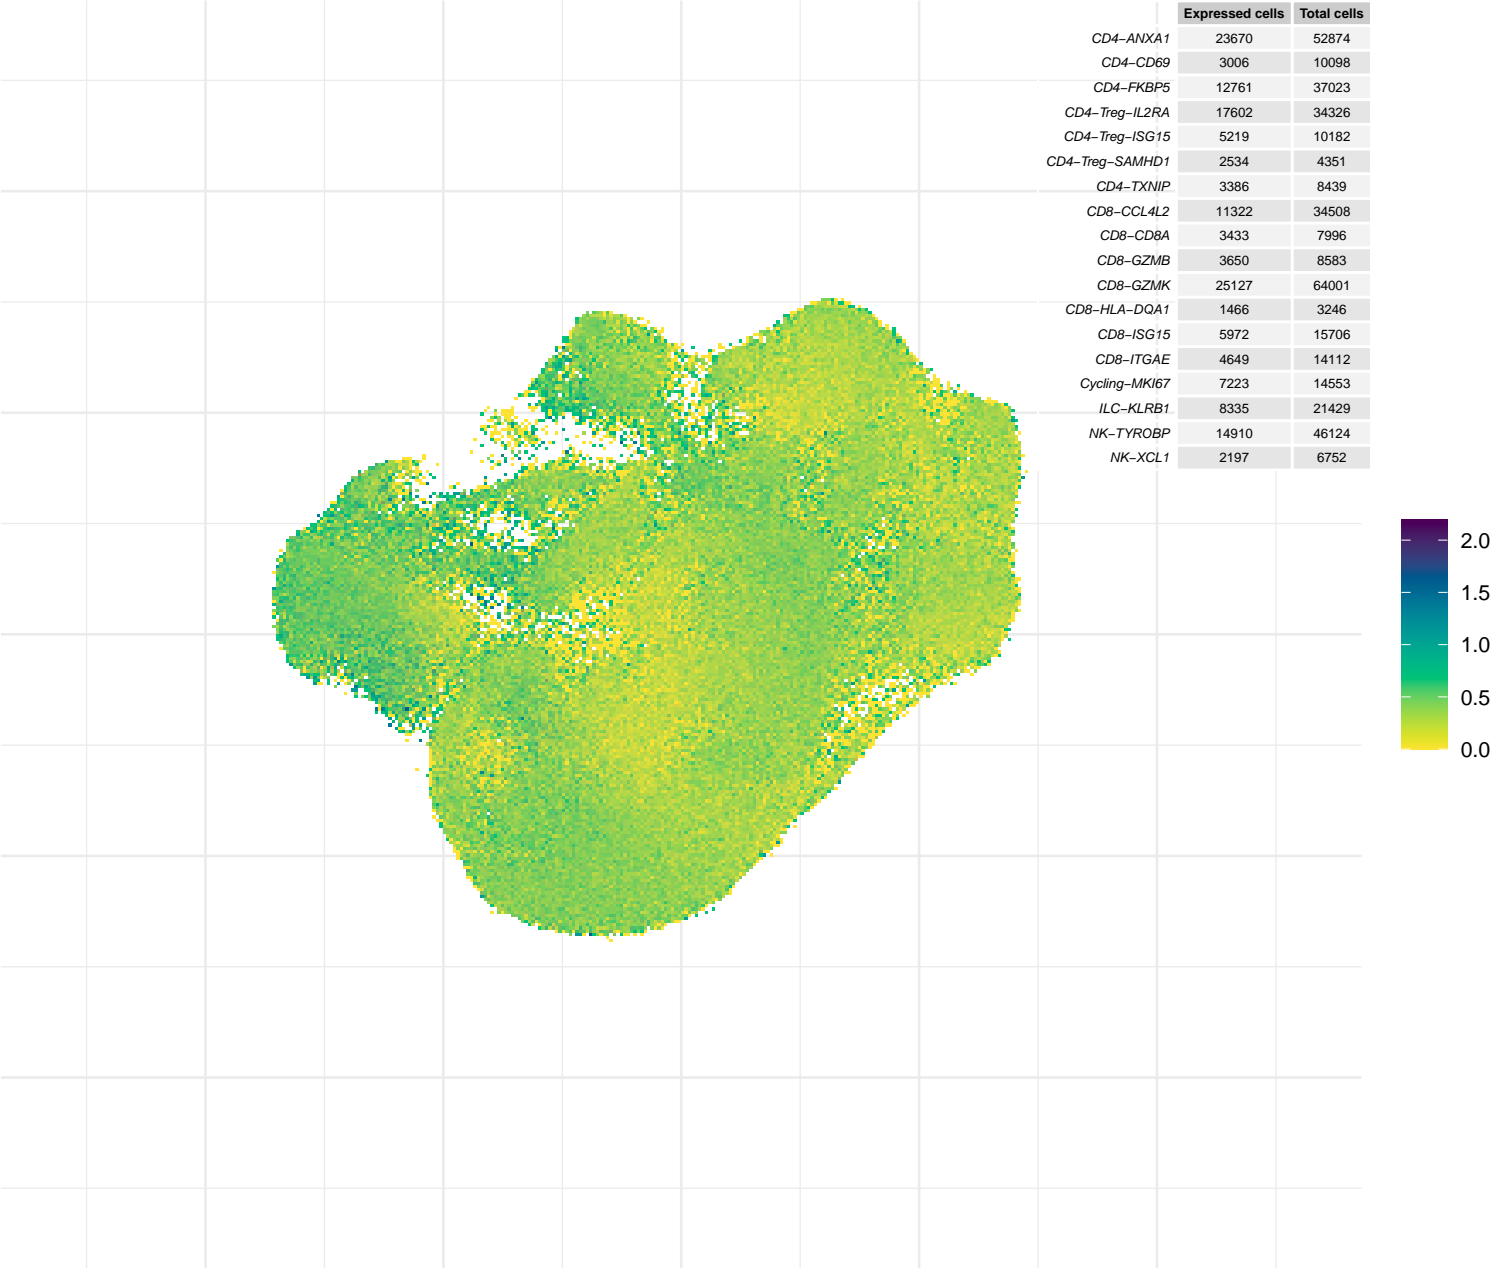 Expressed cells Total cells
CD4−ANXA1 23670 52874
CD4−CD69 3006 10098
CD4−FKBP5 12761 37023
CD4−Treg−IL2RA 17602 34326
CD4−Treg−ISG15 5219 10182
CD4−Treg−SAMHD1 2534 4351
CD4−TXNIP 3386 8439
CD8−CCL4L2 11322 34508
CD8−CD8A 3433 7996
CD8−GZMB 3650 8583
CD8−GZMK 25127 64001
CD8−HLA−DQA1 1466 3246
CD8−ISG15 5972 15706
CD8−ITGAE 4649 14112
Cycling−MKI67 7223 14553
ILC−KLRB1 8335 21429
NK−TYROBP 14910 46124
NK−XCL1 2197 6752
2.0
1.5
1.0
0.5
0.0